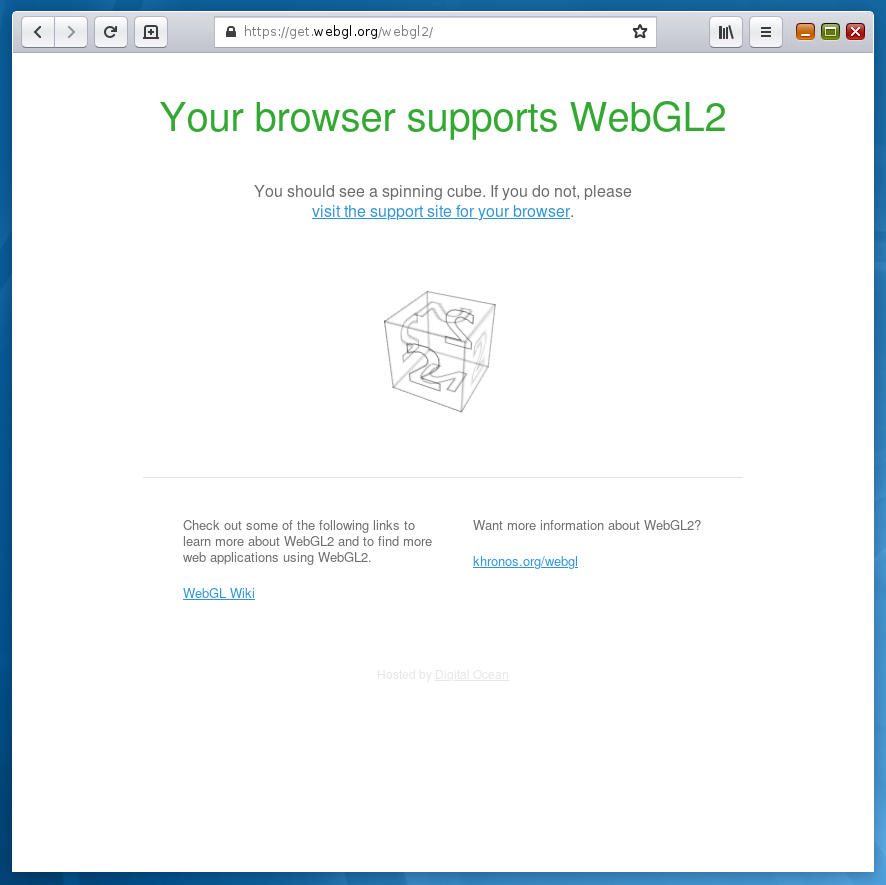 https://get.webgl.org/webgl2/
Your browser supports WebGL2
You should see a spinning cube. If you do not, please
visit the support site for your browser.
2
2
2
Check out some of the following links to
learn more about WebGL2 and to find more
web applications using WebGL2.
WebGL Wiki
Want more information about WebGL2?
khronos.org/webgl
Hosted by Digital Ocean